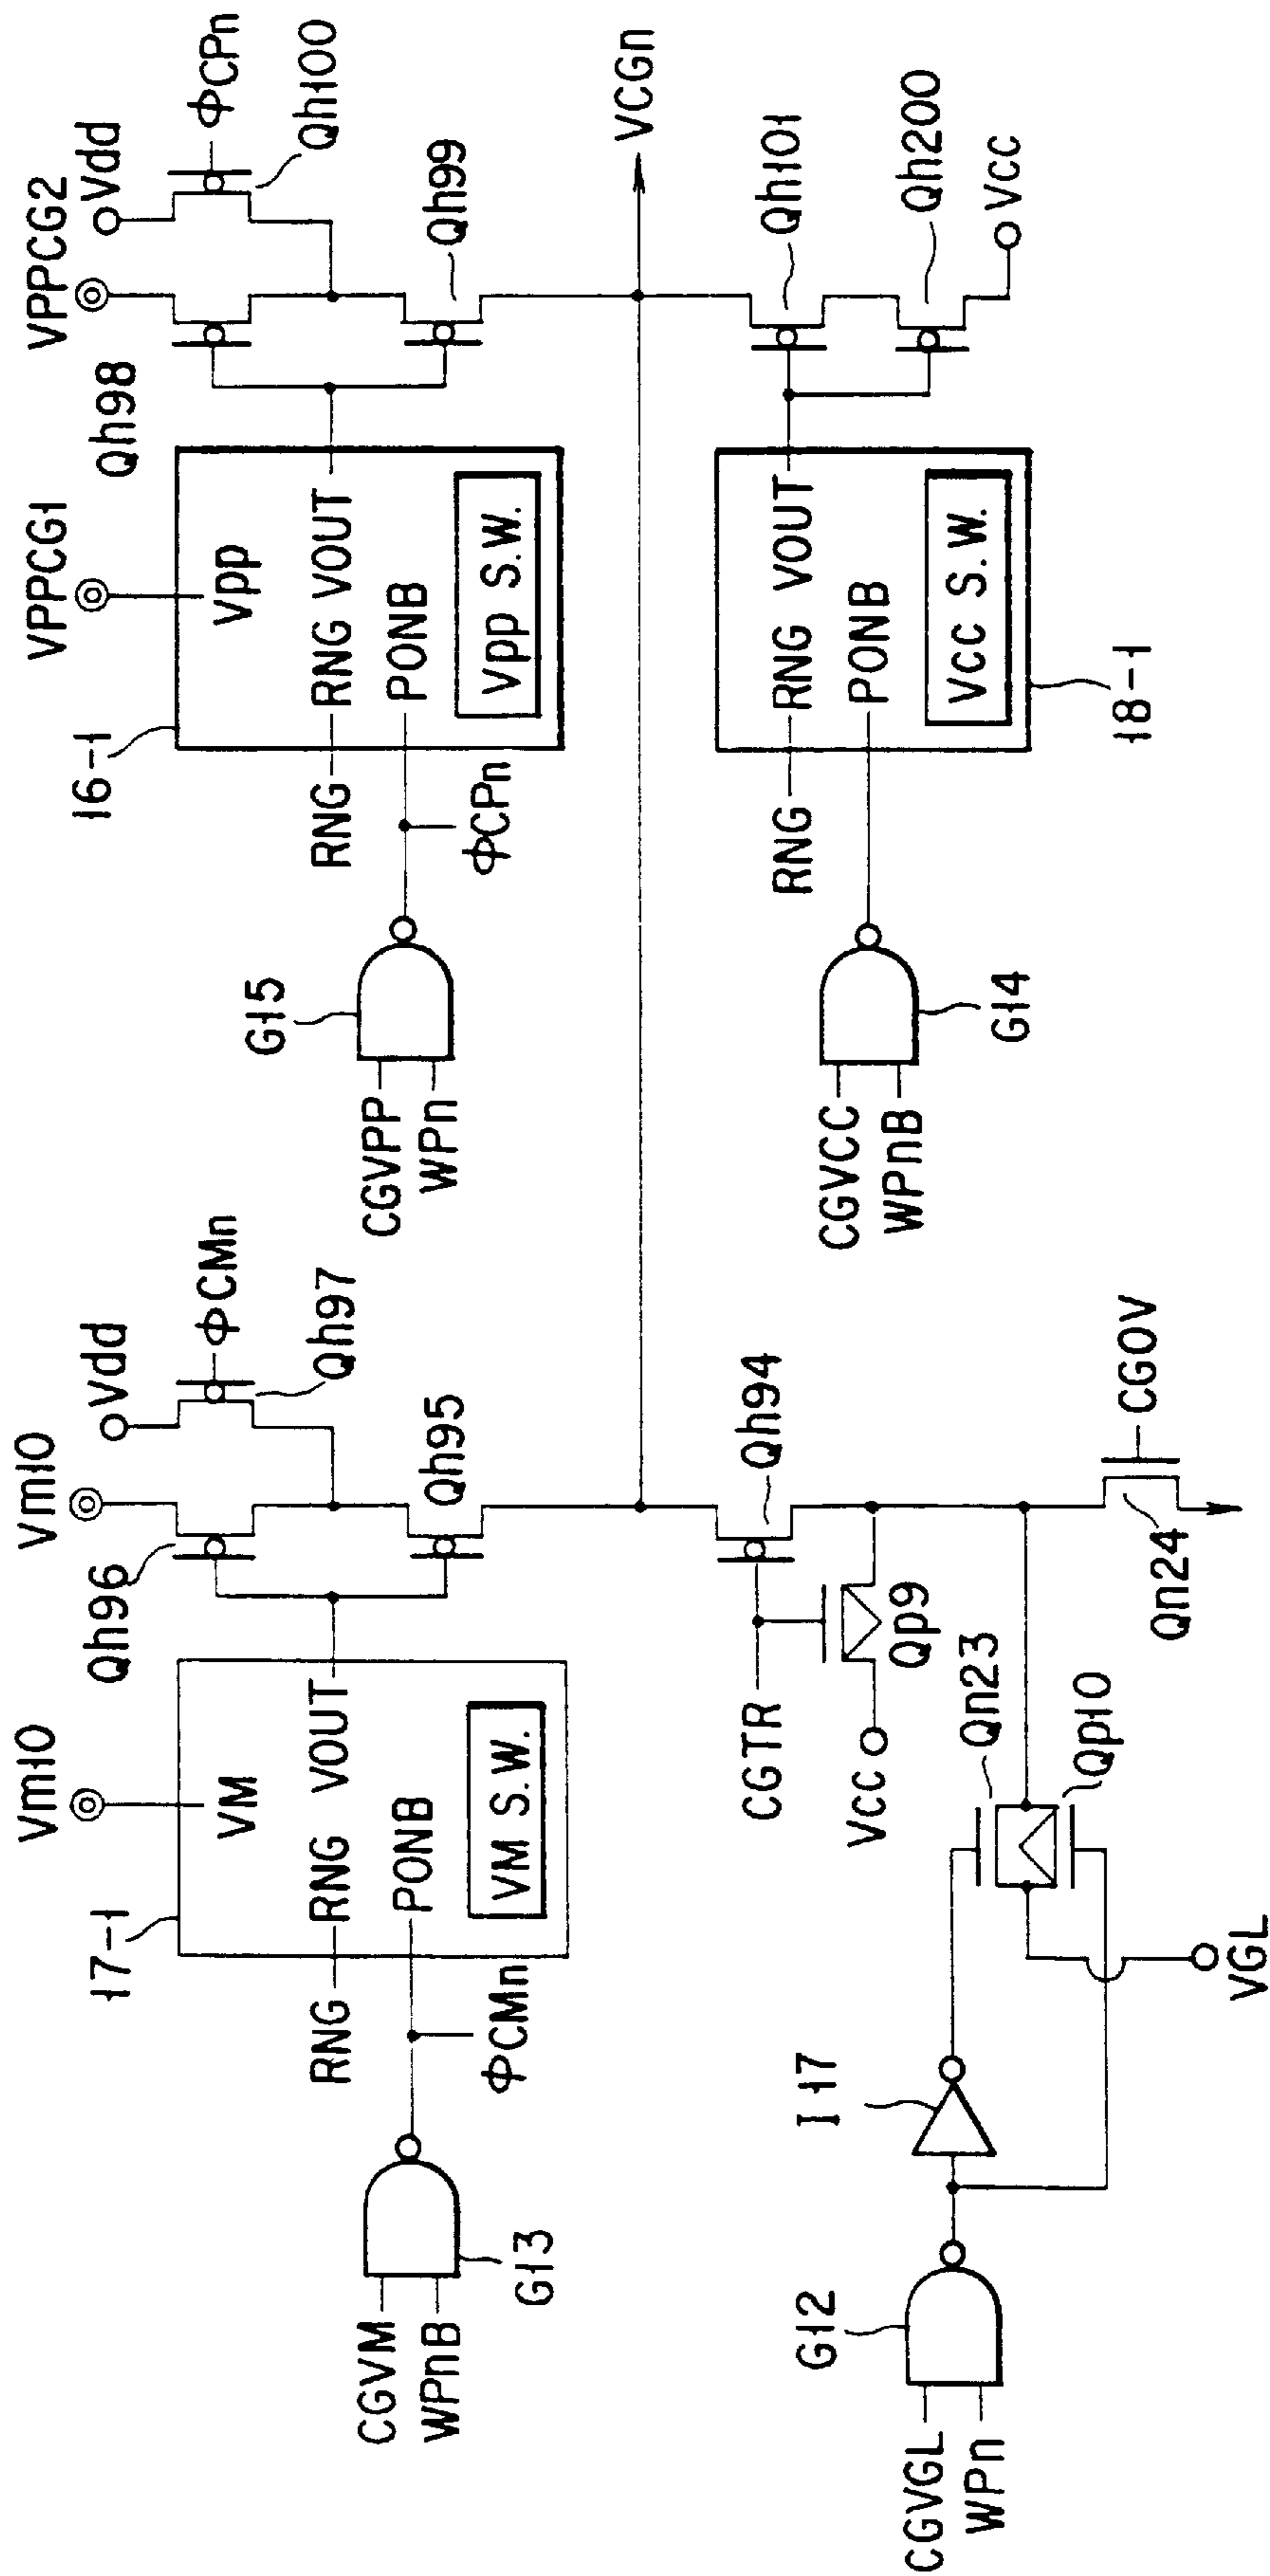 Vm10
Vm10
Vdd
ΦCMn
Qh96
Qh97
17-1
VM
RNG
RNG
VOUT
PONB
VM S.W.
Qh95
ΦCMn
CGVM
WPnB
G13
VPPCG1
VPPCG2
Vdd
ΦCPn
Qh98
Qh100
16-1
Vpp
RNG
RNG
VOUT
PONB
Vpp S.W.
Qh99
ΦCPn
G15
CGVPP
WPn
VCGn
CGTR
Qh94
Qp9
Vcc
CGVGL
WPn
G12
I17
Qn23
Qp10
VGL
Qn24
CG0V
CGVCC
WPnB
G14
RNG
RNG
VOUT
PONB
Vcc S.W.
18-1
Qh101
Qh200
Vcc